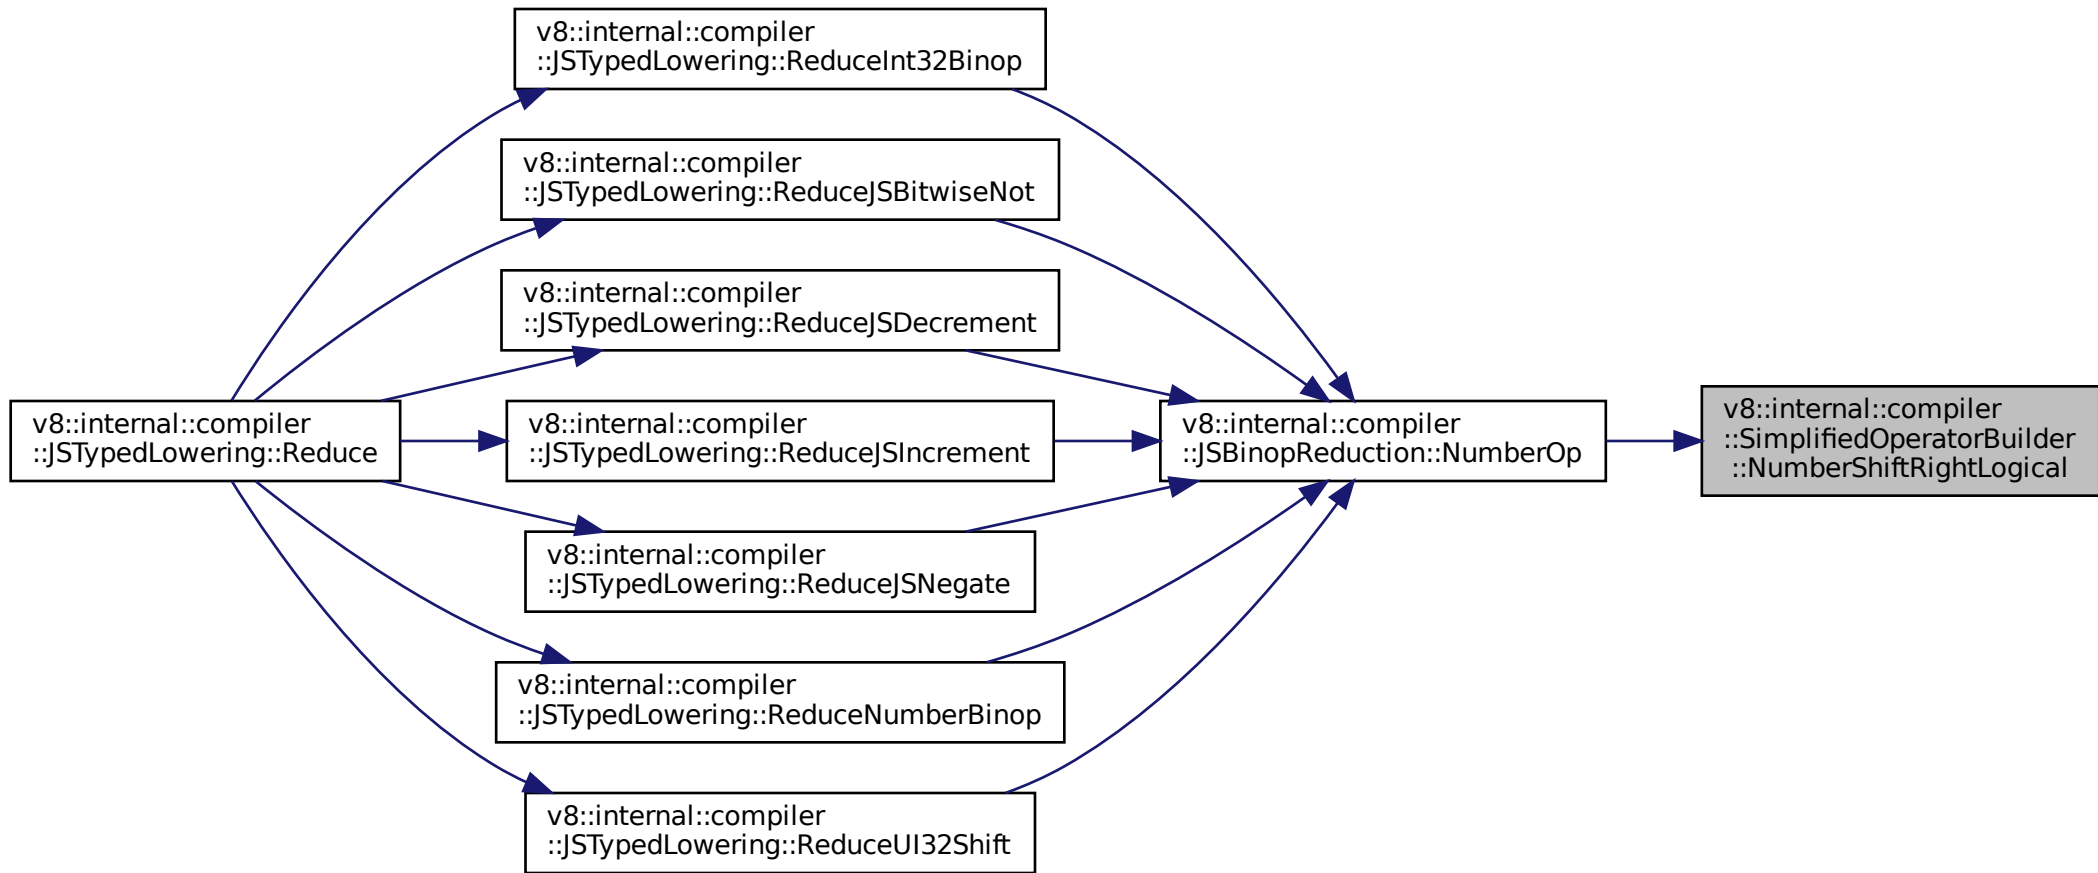 v8::internal::compiler
::JSTypedLowering::ReduceInt32Binop
v8::internal::compiler
::JSTypedLowering::ReduceJSBitwiseNot
v8::internal::compiler
::JSTypedLowering::ReduceJSDecrement
v8::internal::compiler
::JSTypedLowering::Reduce
v8::internal::compiler
::JSTypedLowering::ReduceJSIncrement
v8::internal::compiler
::JSBinopReduction::NumberOp
v8::internal::compiler
::SimplifiedOperatorBuilder
::NumberShiftRightLogical
v8::internal::compiler
::JSTypedLowering::ReduceJSNegate
v8::internal::compiler
::JSTypedLowering::ReduceNumberBinop
v8::internal::compiler
::JSTypedLowering::ReduceUI32Shift